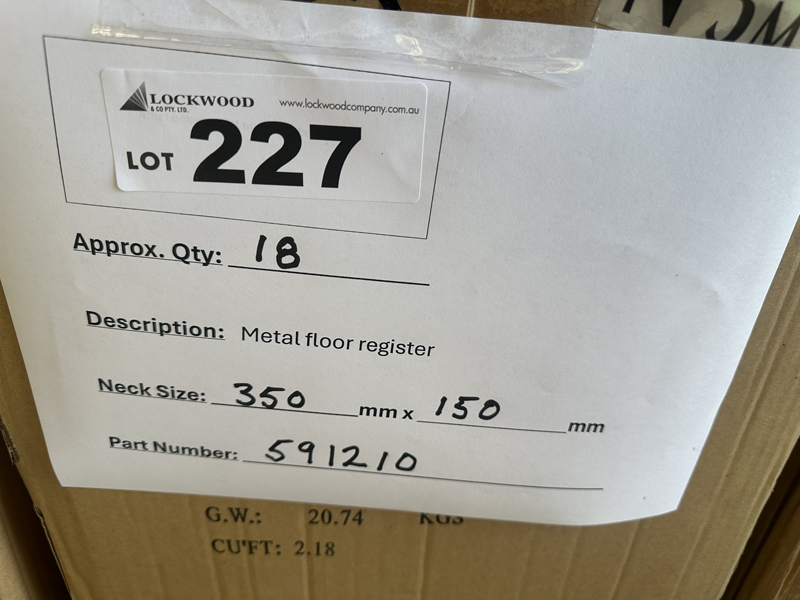 LOCKWOOD
& CO PTY. LTD.
www.lockwoodcompany.com.au
LOT 227
Approx. Qty: 18
Description: Metal floor register
Neck Size: 350 mm x 150 mm
Part Number: 591210
G.W.: 20.74 KGS
CU'FT: 2.18